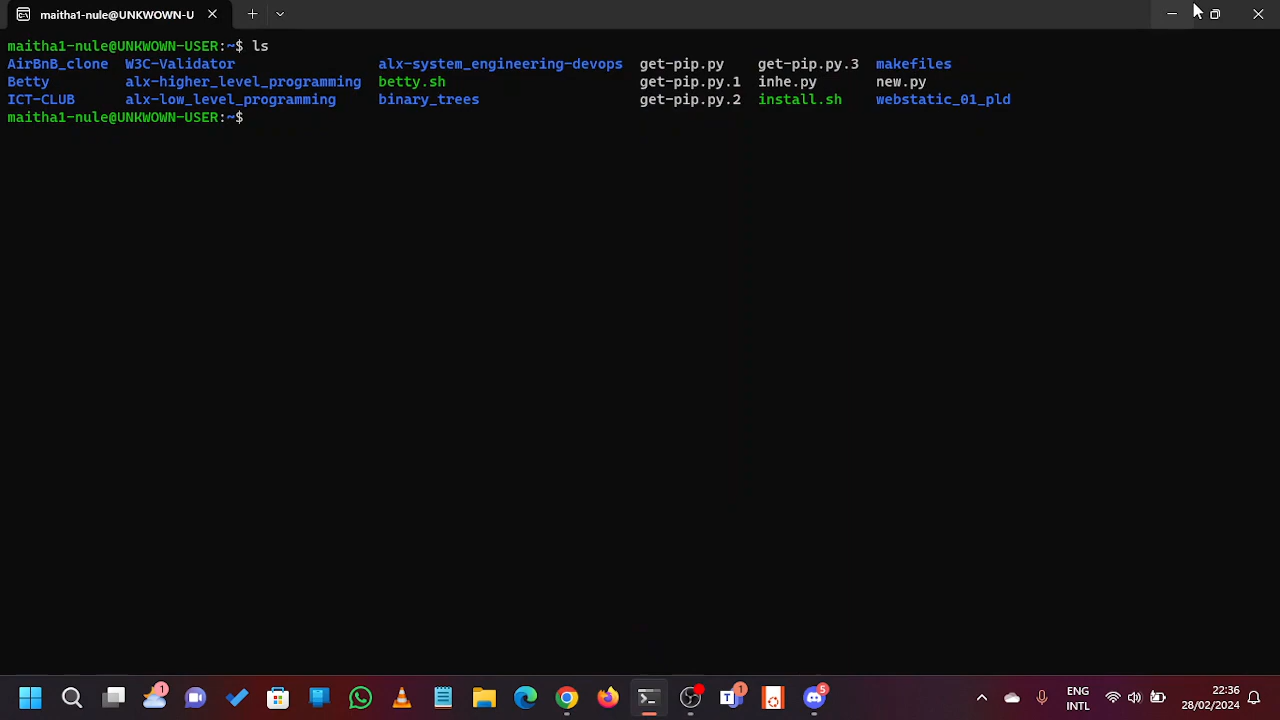 maitha1-nule@UNKWOWN-U
maitha1-nule@UNKWOWN-USER:~$ ls
AirBnB_clone W3C-Validator alx-system_engineering-devops get-pip.py get-pip.py.3 makefiles
Betty alx-higher_level_programming betty.sh get-pip.py.1 inhe.py new.py
ICT-CLUB alx-low_level_programming binary_trees get-pip.py.2 install.sh webstatic_01_pld
maitha1-nule@UNKWOWN-USER:~$
1
1
5
ENG
INTL
22:36
28/02/2024